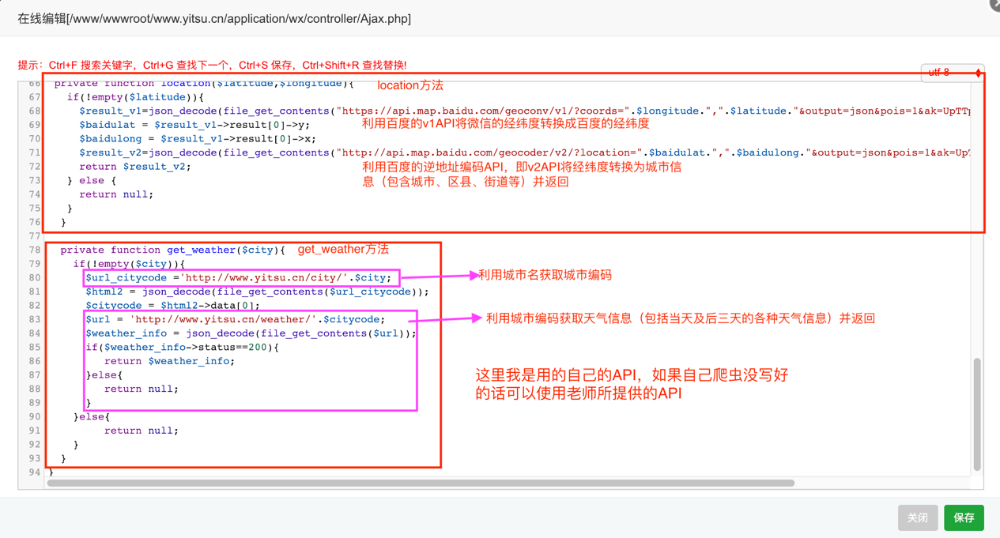 在线编辑[/www/wwwroot/www.yitsu.cn/application/wx/controller/Ajax.php]
提示：Ctrl+F 搜索关键字，Ctrl+G 查找下一个，Ctrl+S 保存，Ctrl+Shift+R 查找替换!
utf-8
66 private function location($latitude,$longitude){ location方法
67 if(!empty($latitude)){
68 $result_v1=json_decode(file_get_contents("https://api.map.baidu.com/geoconv/v1/?coords=".$longitude.",".$latitude."&output=json&pois=1&ak=UpTTp
69 $baidulat = $result_v1->result[0]->y; 利用百度的v1API将微信的经纬度转换成百度的经纬度
70 $baidulong = $result_v1->result[0]->x;
71 $result_v2=json_decode(file_get_contents("http://api.map.baidu.com/geocoder/v2/?location=".$baidulat.",".$baidulong."&output=json&pois=1&ak=UpT
72 return $result_v2; 利用百度的逆地址编码API，即v2API将经纬度转换为城市信
73 } else { 息（包含城市、区县、街道等）并返回
74 return null;
75 }
76 }
77
78 private function get_weather($city){ get_weather方法
79 if(!empty($city)){
80 $url_citycode ='http://www.yitsu.cn/city/'.$city; 利用城市名获取城市编码
81 $html2 = json_decode(file_get_contents($url_citycode));
82 $citycode = $html2->data[0];
83 $url = 'http://www.yitsu.cn/weather/'.$citycode; 利用城市编码获取天气信息（包括当天及后三天的各种天气信息）并返回
84 $weather_info = json_decode(file_get_contents($url));
85 if($weather_info->status==200){
86 return $weather_info;
87 }else{ 这里我是用的自己的API，如果自己爬虫没写好
88 return null; 的话可以使用老师所提供的API
89 }
90 }else{
91 return null;
92 }
93 }
94 }
关闭 保存